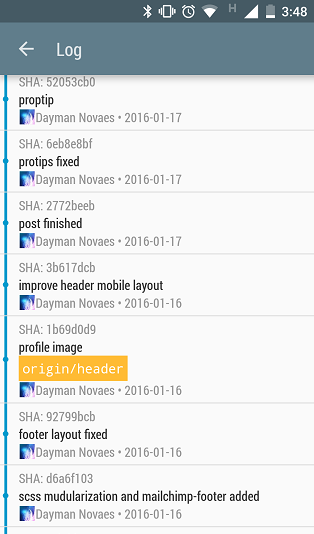 H 3:48
Log
SHA: 52053cb0
proptip
Dayman Novaes • 2016-01-17
SHA: 6eb8e8bf
protips fixed
Dayman Novaes • 2016-01-17
SHA: 2772beeb
post finished
Dayman Novaes • 2016-01-17
SHA: 3b617dcb
improve header mobile layout
Dayman Novaes • 2016-01-16
SHA: 1b69d0d9
profile image
origin/header
Dayman Novaes • 2016-01-16
SHA: 92799bcb
footer layout fixed
Dayman Novaes • 2016-01-16
SHA: d6a6f103
scss mudularization and mailchimp-footer added
Dayman Novaes • 2016-01-16